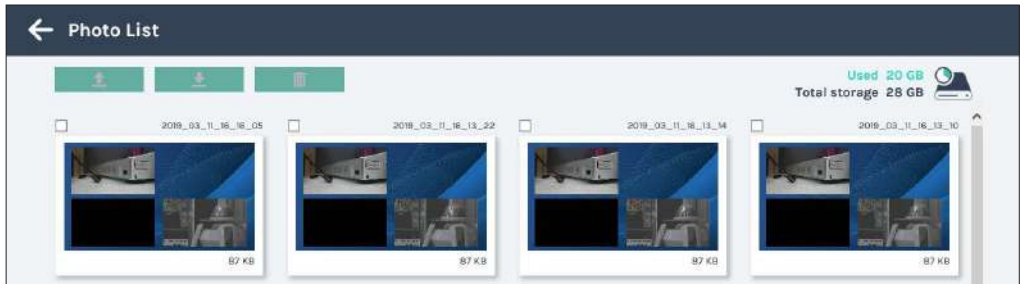 Photo List
Used 20 GB
Total storage 28 GB
2019_03_11_16_16_05
2019_03_11_16_13_22
2019_03_11_16_13_14
2019_03_11_16_13_10
87 KB
87 KB
87 KB
87 KB